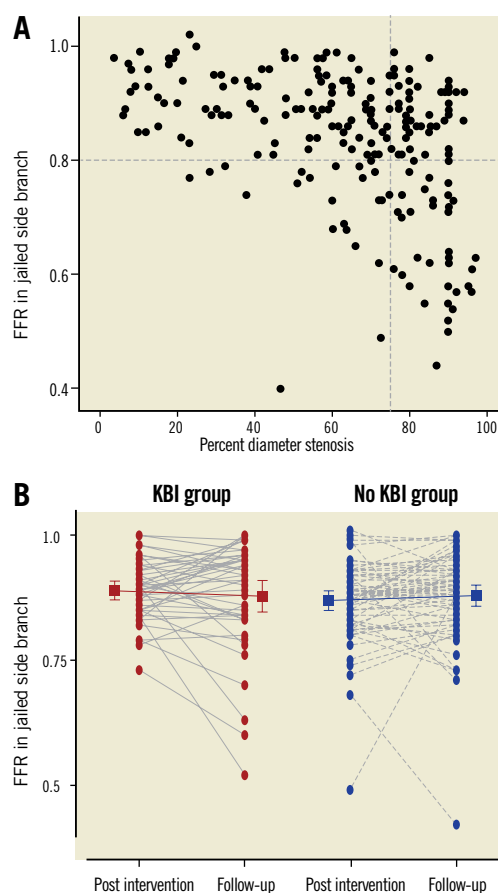 A
FFR in jailed side branch
1.0
0.8
0.6
0.4
0 20 40 60 80 100
Percent diameter stenosis
B
KBI group No KBI group
FFR in jailed side branch
1.0
0.75
0.5
Post intervention Follow-up Post intervention Follow-up